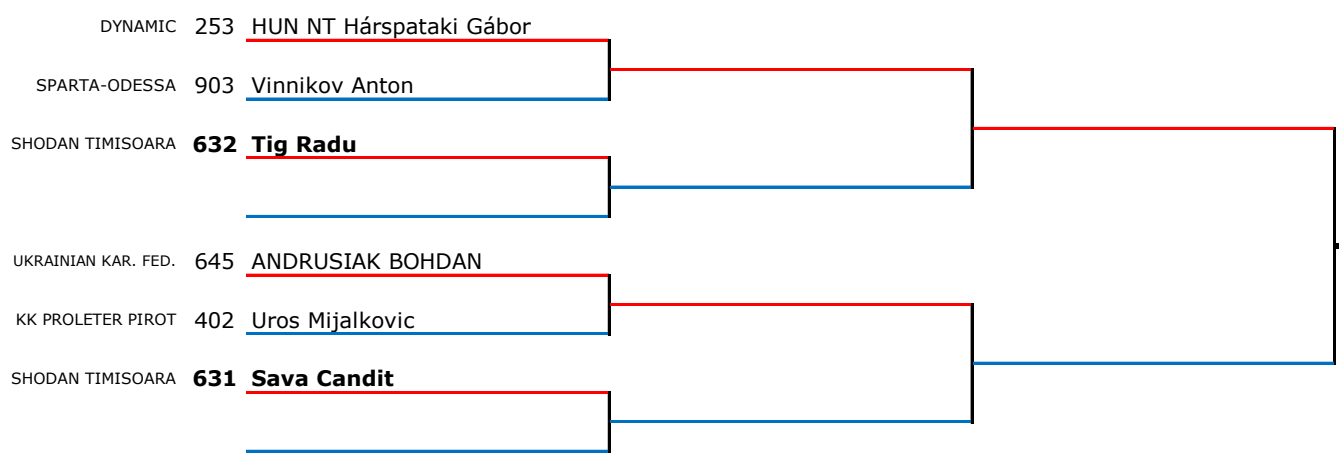 DYNAMIC 253 HUN NT Hárspataki Gábor
SPARTA-ODESSA 903 Vinnikov Anton
SHODAN TIMISOARA 632 Tig Radu
UKRAINIAN KAR. FED. 645 ANDRUSIAK BOHDAN
KK PROLETER PIROT 402 Uros Mijalkovic
SHODAN TIMISOARA 631 Sava Candit